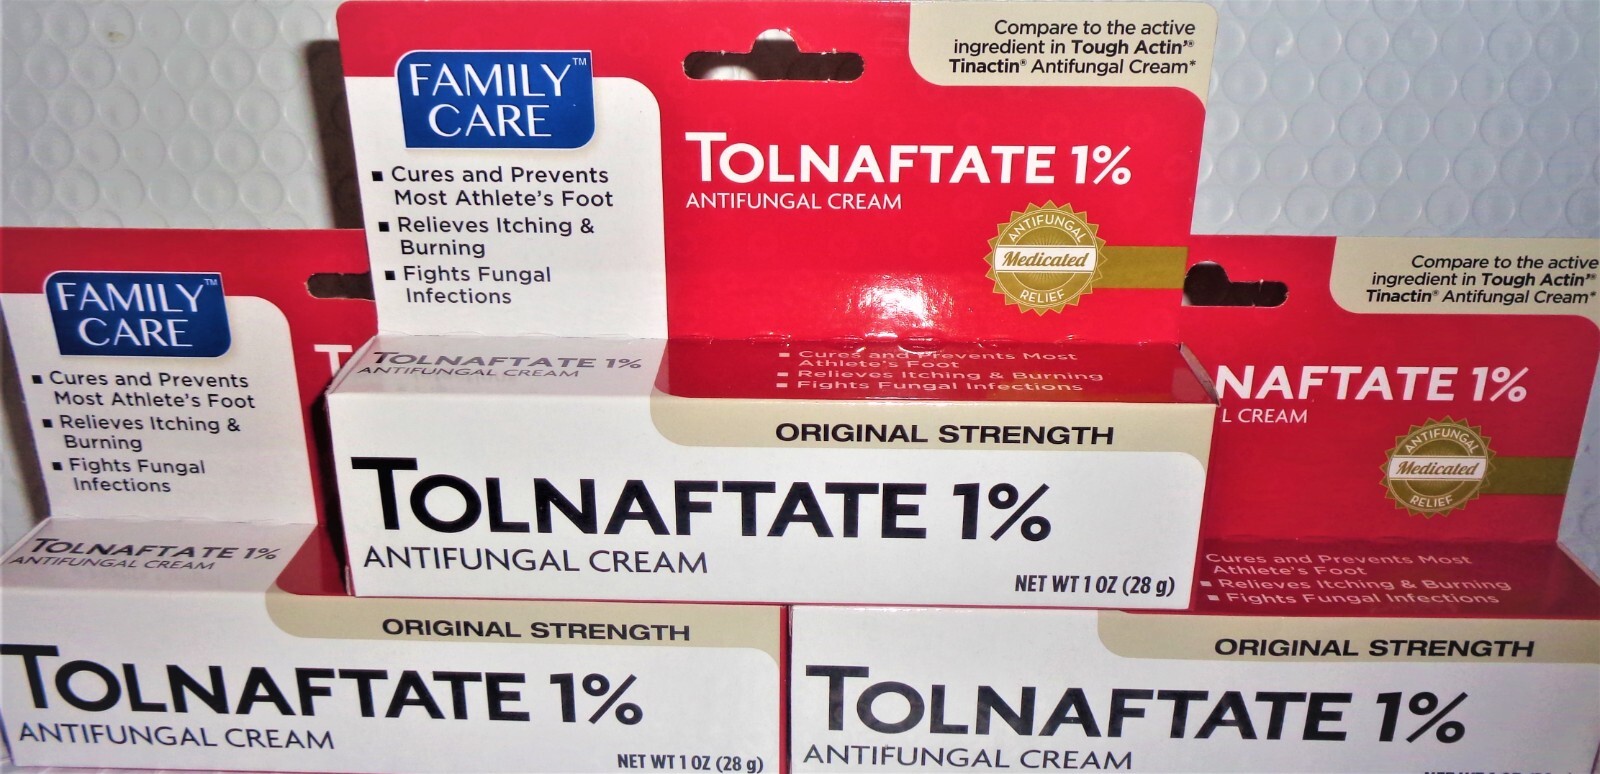 FAMILY™
CARE
▪ Cures and Prevents
Most Athlete's Foot
▪ Relieves Itching &
Burning
▪ Fights Fungal
Infections
Compare to the active
ingredient in Tough Actin'®
Tinactin® Antifungal Cream*
TOLNAFTATE 1%
ANTIFUNGAL CREAM
ANTIFUNGAL
Medicated
RELIEF
TOLNAFTATE 1%
ANTIFUNGAL CREAM
▪ Cures and Prevents Most
Athlete's Foot
▪ Relieves Itching & Burning
▪ Fights Fungal Infections
ORIGINAL STRENGTH
TOLNAFTATE 1%
ANTIFUNGAL CREAM
NET WT 1 OZ (28 g)
FAMILY™
CARE
▪ Cures and Prevents
Most Athlete's Foot
▪ Relieves Itching &
Burning
▪ Fights Fungal
Infections
T
TOLNAFTATE 1%
ANTIFUNGAL CREAM
ORIGINAL STRENGTH
TOLNAFTATE 1%
ANTIFUNGAL CREAM
NET WT 1 OZ (28 g)
Compare to the active
ingredient in Tough Actin'®
Tinactin® Antifungal Cream*
NAFTATE 1%
L CREAM
ANTIFUNGAL
Medicated
RELIEF
Cures and Prevents Most
Athlete's Foot
▪ Relieves Itching & Burning
▪ Fights Fungal Infections
ORIGINAL STRENGTH
TOLNAFTATE 1%
ANTIFUNGAL CREAM